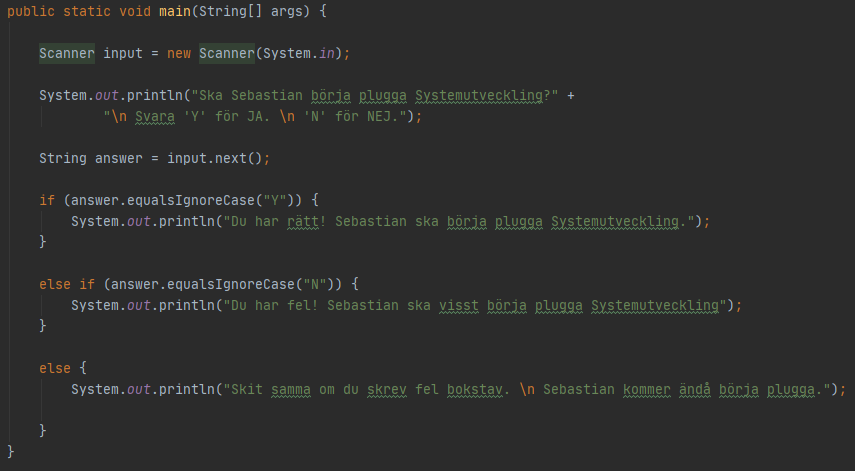 public static void main(String[] args) {
Scanner input = new Scanner(System.in);
System.out.println("Ska Sebastian börja plugga Systemutveckling?" +
"\n Svara 'Y' för JA. \n 'N' för NEJ.");
String answer = input.next();
if (answer.equalsIgnoreCase("Y")) {
System.out.println("Du har rätt! Sebastian ska börja plugga Systemutveckling.");
}
else if (answer.equalsIgnoreCase("N")) {
System.out.println("Du har fel! Sebastian ska visst börja plugga Systemutveckling");
}
else {
System.out.println("Skit samma om du skrev fel bokstav. \n Sebastian kommer ändå börja plugga.");
}
}